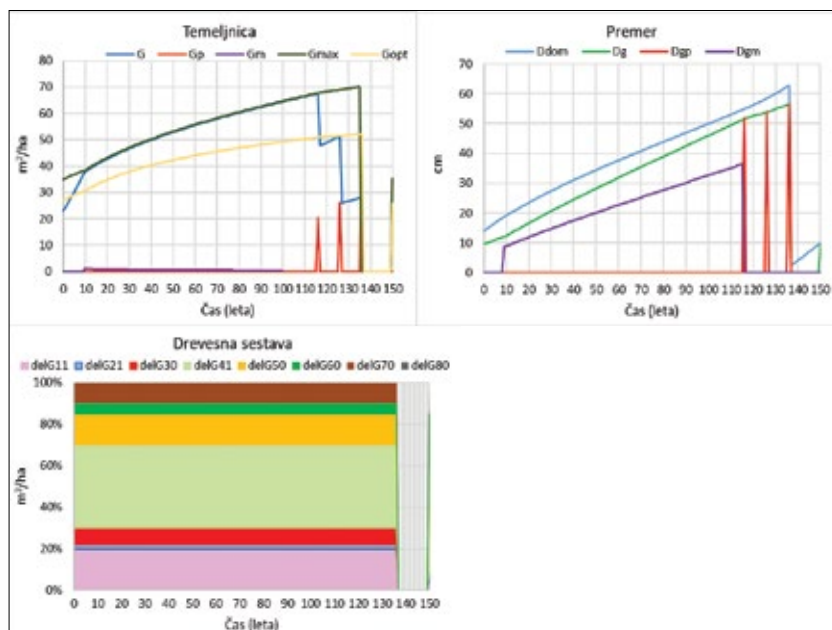 Temeljnica
G Gp Gm Gmax Gopt
80
70
60
50
40
30
20
10
0
m²/ha
0 10 20 30 40 50 60 70 80 90 100 110 120 130 140 150
Čas (leta)
Premer
Ddom Dg Dgp Dgm
70
60
50
40
30
20
10
0
cm
0 10 20 30 40 50 60 70 80 90 100 110 120 130 140 150
Čas (leta)
Drevesna sestava
delG11 delG21 delG30 delG41 delG50 delG60 delG70 delG80
100%
80%
60%
40%
20%
0%
m³/ha
0 10 20 30 40 50 60 70 80 90 100 110 120 130 140 150
Čas (leta)